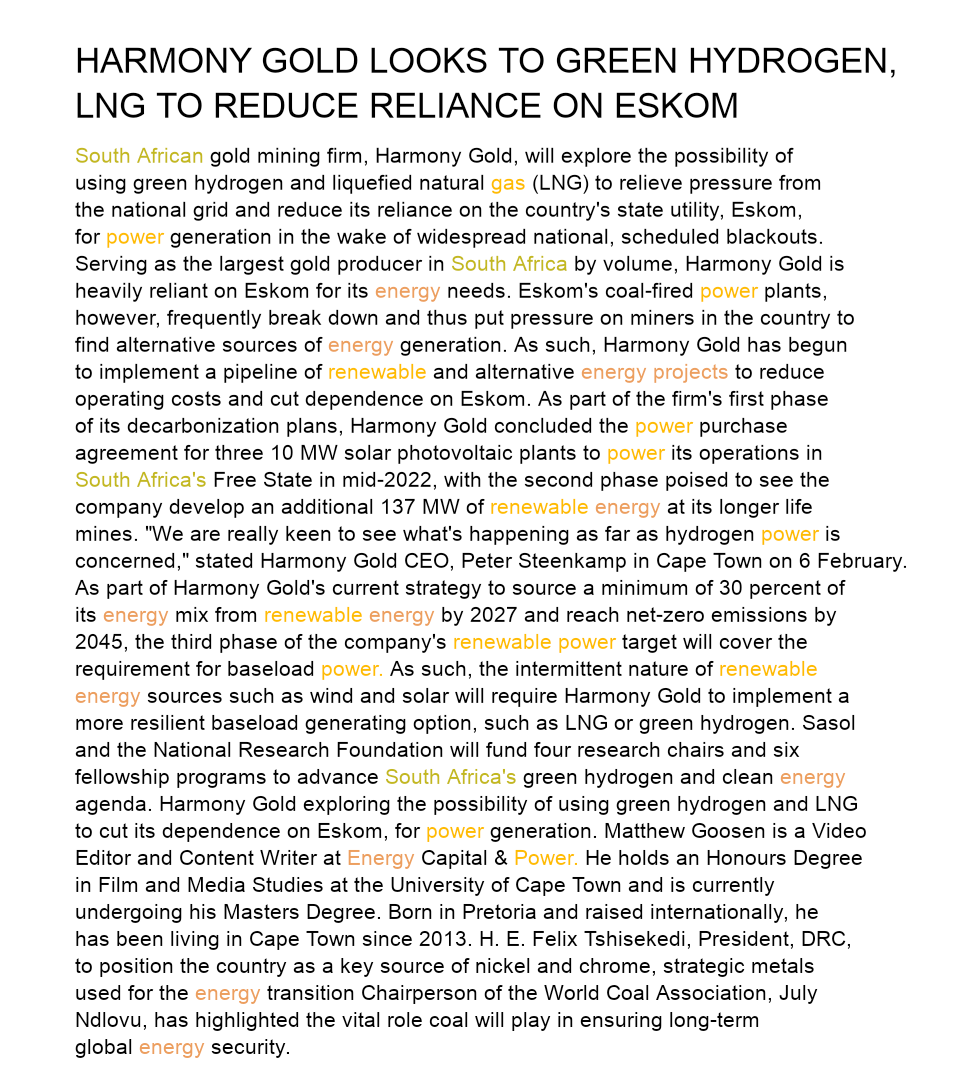 HARMONY GOLD LOOKS TO GREEN HYDROGEN,
LNG TO REDUCE RELIANCE ON ESKOM
South African gold mining firm, Harmony Gold, will explore the possibility of
using green hydrogen and liquefied natural gas (LNG) to relieve pressure from
the national grid and reduce its reliance on the country's state utility, Eskom,
for power generation in the wake of widespread national, scheduled blackouts.
Serving as the largest gold producer in South Africa by volume, Harmony Gold is
heavily reliant on Eskom for its energy needs. Eskom's coal-fired power plants,
however, frequently break down and thus put pressure on miners in the country to
find alternative sources of energy generation. As such, Harmony Gold has begun
to implement a pipeline of renewable and alternative energy projects to reduce
operating costs and cut dependence on Eskom. As part of the firm's first phase
of its decarbonization plans, Harmony Gold concluded the power purchase
agreement for three 10 MW solar photovoltaic plants to power its operations in
South Africa's Free State in mid-2022, with the second phase poised to see the
company develop an additional 137 MW of renewable energy at its longer life
mines. "We are really keen to see what's happening as far as hydrogen power is
concerned," stated Harmony Gold CEO, Peter Steenkamp in Cape Town on 6 February.
As part of Harmony Gold's current strategy to source a minimum of 30 percent of
its energy mix from renewable energy by 2027 and reach net-zero emissions by
2045, the third phase of the company's renewable power target will cover the
requirement for baseload power. As such, the intermittent nature of renewable
energy sources such as wind and solar will require Harmony Gold to implement a
more resilient baseload generating option, such as LNG or green hydrogen. Sasol
and the National Research Foundation will fund four research chairs and six
fellowship programs to advance South Africa's green hydrogen and clean energy
agenda. Harmony Gold exploring the possibility of using green hydrogen and LNG
to cut its dependence on Eskom, for power generation. Matthew Goosen is a Video
Editor and Content Writer at Energy Capital & Power. He holds an Honours Degree
in Film and Media Studies at the University of Cape Town and is currently
undergoing his Masters Degree. Born in Pretoria and raised internationally, he
has been living in Cape Town since 2013. H. E. Felix Tshisekedi, President, DRC,
to position the country as a key source of nickel and chrome, strategic metals
used for the energy transition Chairperson of the World Coal Association, July
Ndlovu, has highlighted the vital role coal will play in ensuring long-term
global energy security.